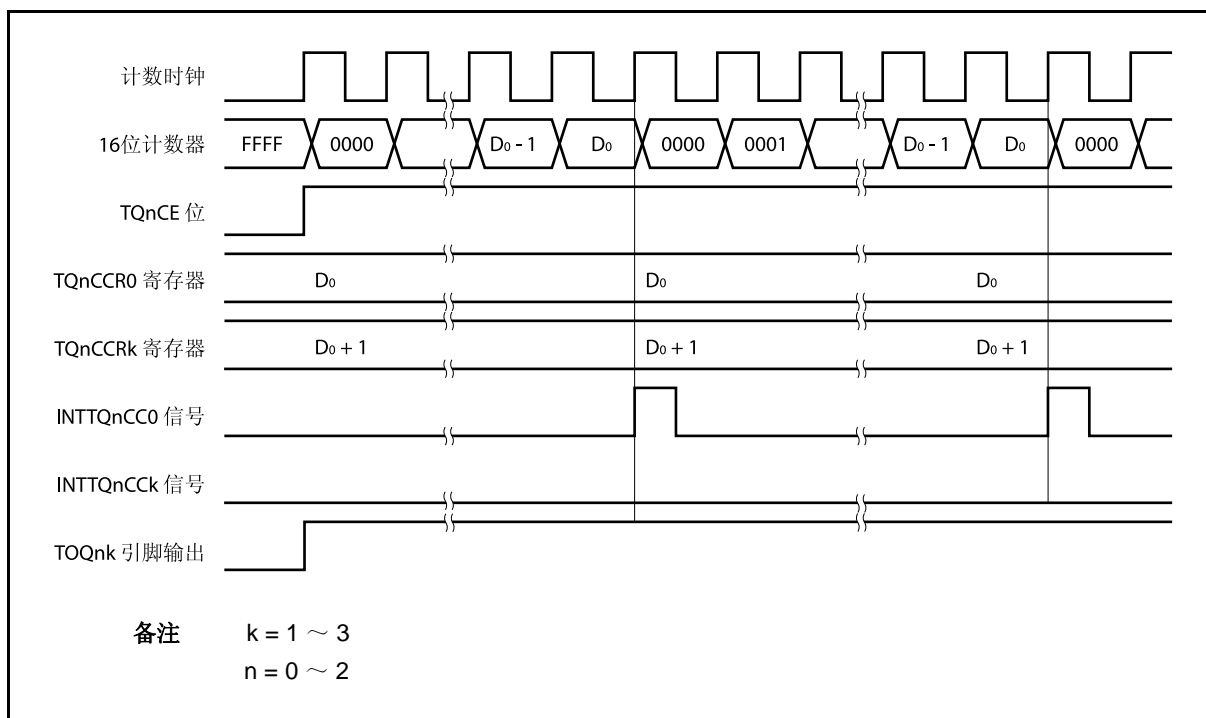 计数时钟
16位计数器 FFFF 0000 D₀ - 1 D₀ 0000 0001 D₀ - 1 D₀ 0000
TQnCE 位
TQnCCR0 寄存器 D₀ D₀ D₀
TQnCCRk 寄存器 D₀ + 1 D₀ + 1 D₀ + 1
INTTQnCC0 信号
INTTQnCCk 信号
TOQnk 引脚输出
备注 k = 1 ～ 3
n = 0 ～ 2